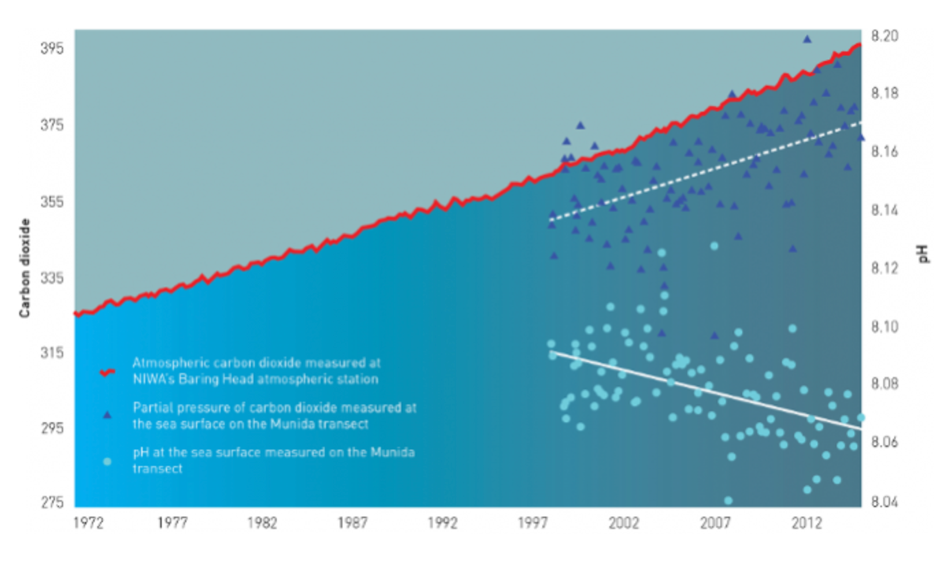 395
375
355
335
315
295
275
Carbon dioxide
8.20
8.18
8.16
8.14
8.12
8.10
8.08
8.06
8.04
pH
Atmospheric carbon dioxide measured at
NIWA's Baring Head atmospheric station
Partial pressure of carbon dioxide measured at
the sea surface on the Munida transect
pH at the sea surface measured on the Munida
transect
1972 1977 1982 1987 1992 1997 2002 2007 2012